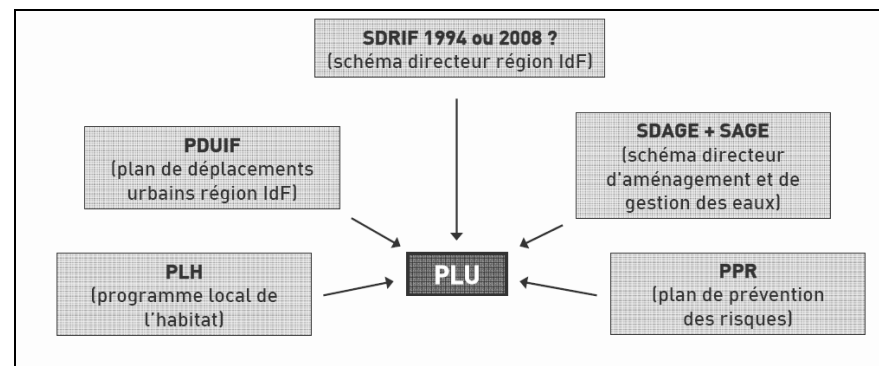 SDRIF 1994 ou 2008 ?
(schéma directeur région IdF)
PDUIF
(plan de déplacements
urbains région IdF)
SDAGE + SAGE
(schéma directeur
d'aménagement et de
gestion des eaux)
PLH
(programme local de
l'habitat)
PLU
PPR
(plan de prévention
des risques)